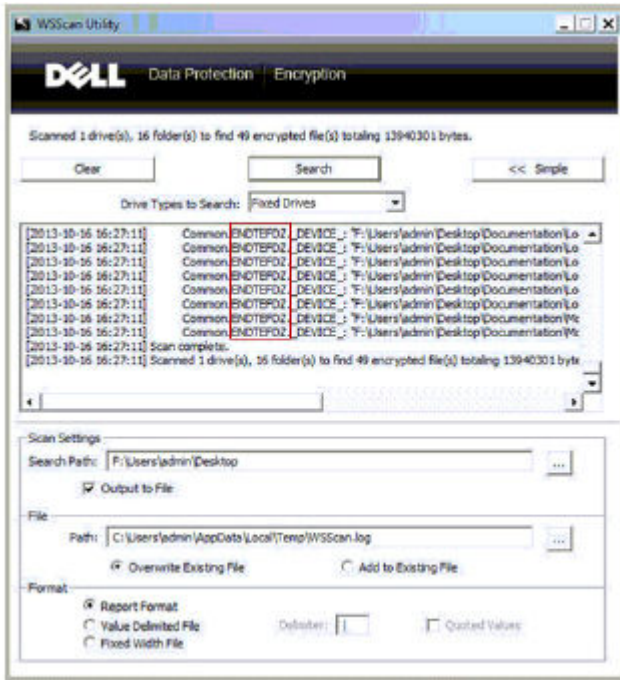 WSScan Utility
DELL Data Protection | Encryption
Scanned 1 drive(s), 16 folder(s) to find 49 encrypted file(s) totaling 13940301 bytes.
Clear Search << Simple
Drive Types to Search: Fixed Drives
[2013-10-16 16:27:11] Common.ENDTEFDZ._DEVICE_: "F:\Users\admin\Desktop\Documentation\Lo
[2013-10-16 16:27:11] Common.ENDTEFDZ._DEVICE_: "F:\Users\admin\Desktop\Documentation\Lo
[2013-10-16 16:27:11] Common.ENDTEFDZ._DEVICE_: "F:\Users\admin\Desktop\Documentation\Lo
[2013-10-16 16:27:11] Common.ENDTEFDZ._DEVICE_: "F:\Users\admin\Desktop\Documentation\Lo
[2013-10-16 16:27:11] Common.ENDTEFDZ._DEVICE_: "F:\Users\admin\Desktop\Documentation\Lo
[2013-10-16 16:27:11] Common.ENDTEFDZ._DEVICE_: "F:\Users\admin\Desktop\Documentation\Lo
[2013-10-16 16:27:11] Common.ENDTEFDZ._DEVICE_: "F:\Users\admin\Desktop\Documentation\Mo
[2013-10-16 16:27:11] Common.ENDTEFDZ._DEVICE_: "F:\Users\admin\Desktop\Documentation\Mo
[2013-10-16 16:27:11] Scan complete.
[2013-10-16 16:27:11] Scanned 1 drive(s), 16 folder(s) to find 49 encrypted file(s) totaling 13940301 byte
Scan Settings
Search Path: F:\Users\admin\Desktop ...
Output to File
File
Path: C:\Users\admin\AppData\Local\Temp\WSScan.log ...
Overwrite Existing File Add to Existing File
Format
Report Format
Value Delimited File Delimiter: | Quoted Values
Fixed Width File